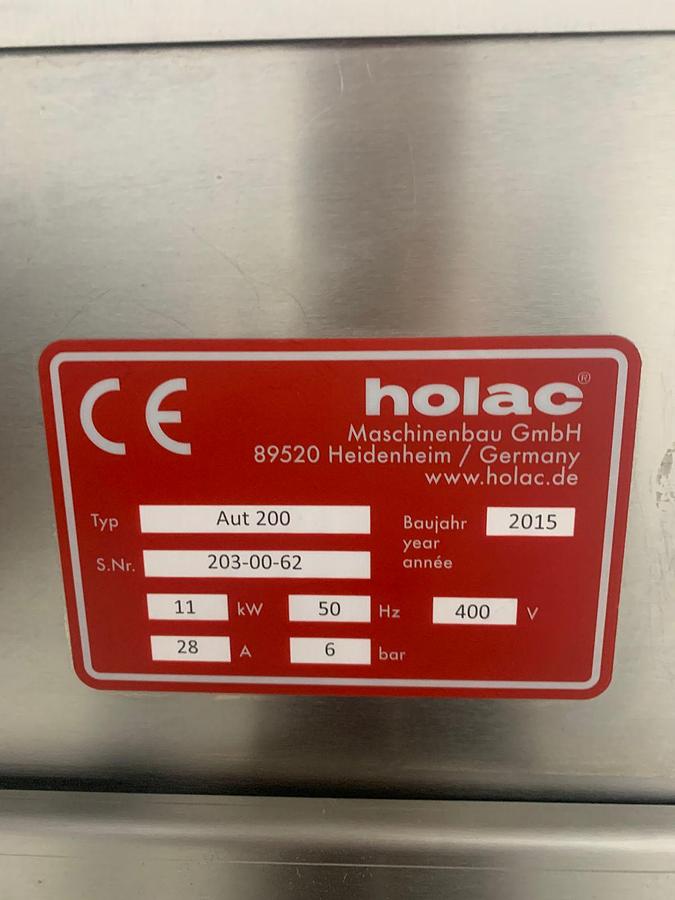 CE
holac®
Maschinenbau GmbH
89520 Heidenheim / Germany
www.holac.de
Typ Aut 200 Baujahr 2015
year
S.Nr. 203-00-62 année
11 kW 50 Hz 400 V
28 A 6 bar